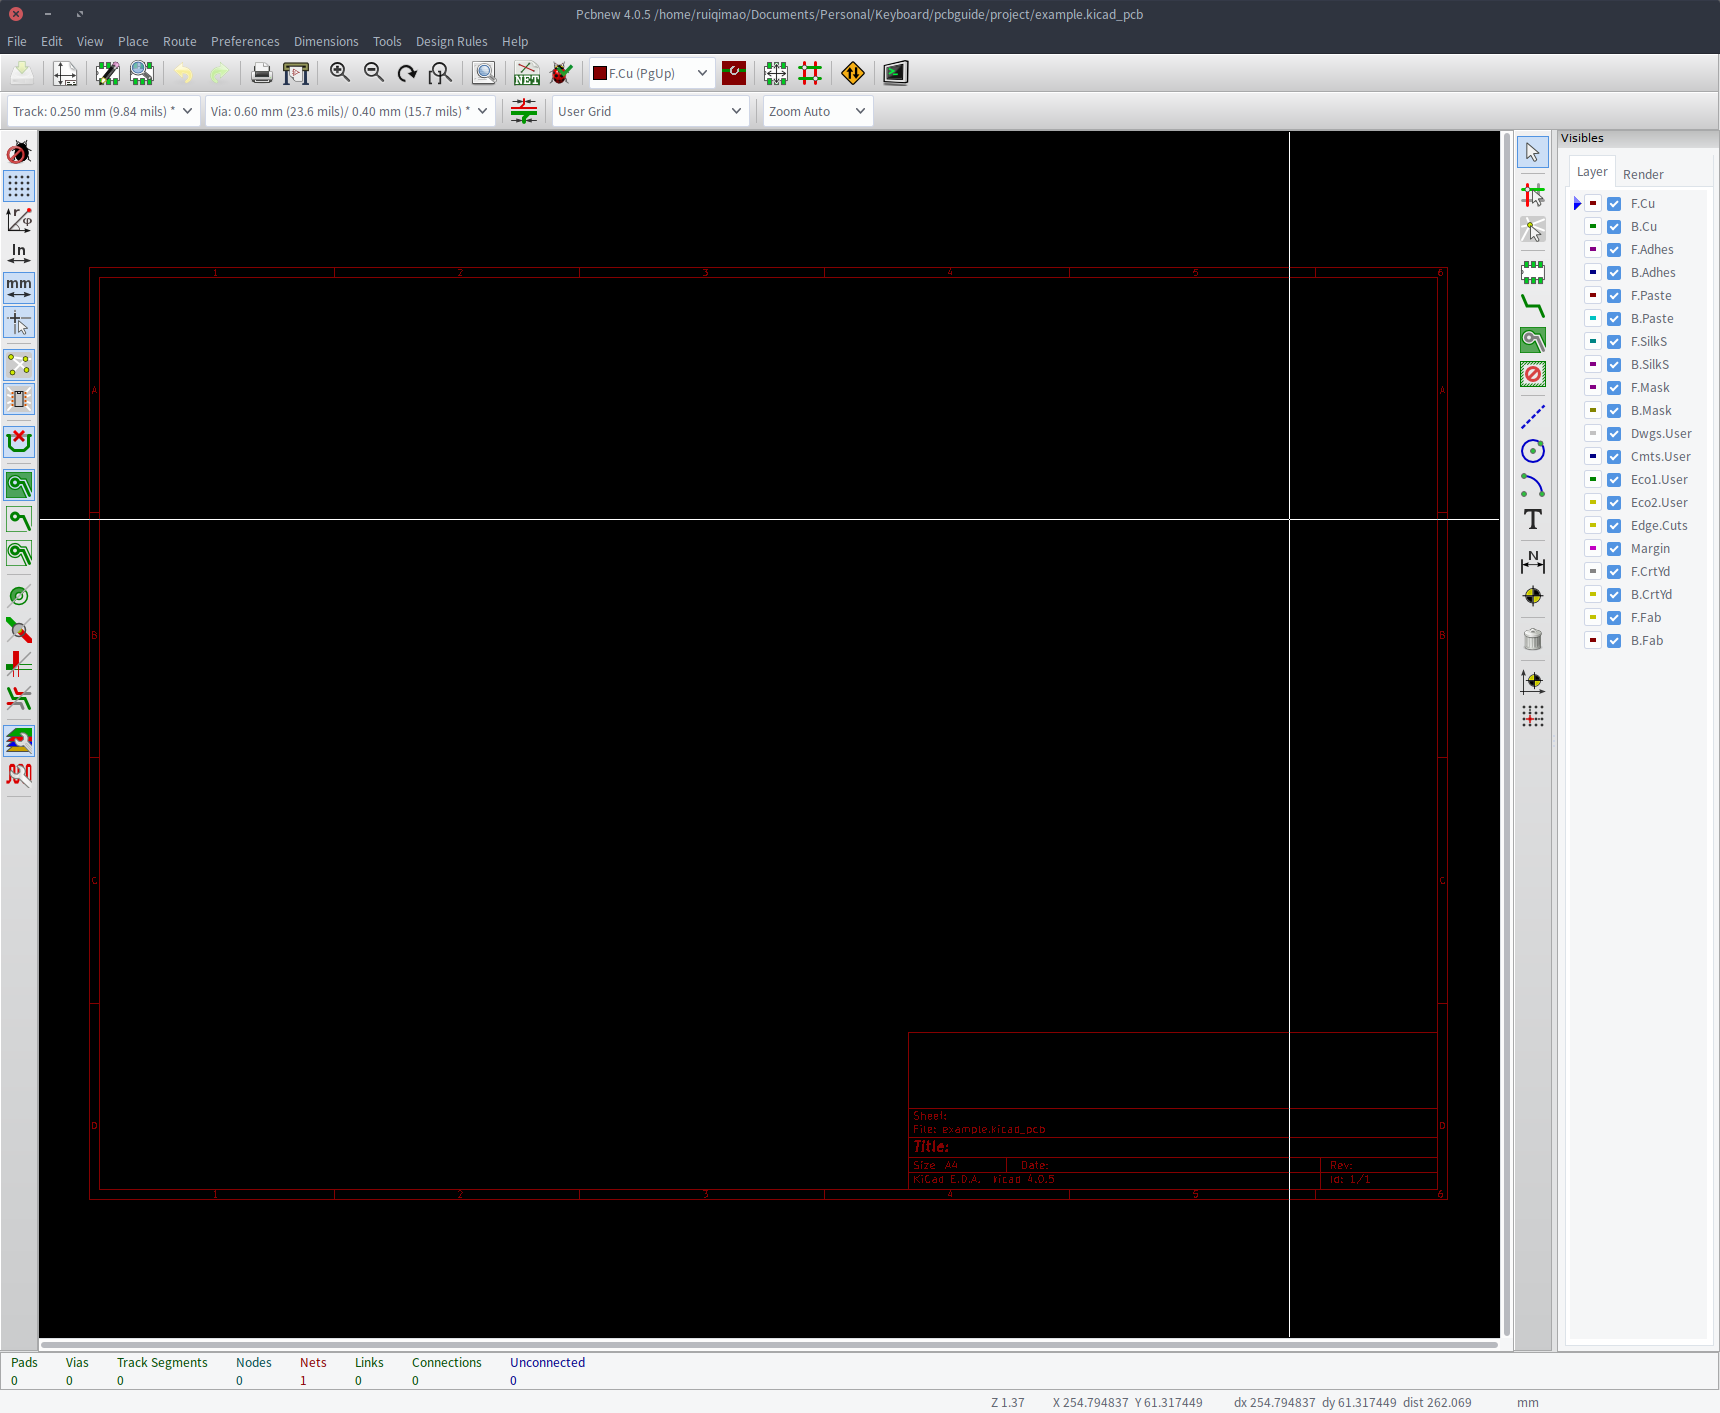 Pcbnew 4.0.5 /home/ruiqimao/Documents/Personal/Keyboard/pcbguide/project/example.kicad_pcb
File Edit View Place Route Preferences Dimensions Tools Design Rules Help
NET F.Cu (PgUp)
Track: 0.250 mm (9.84 mils) * Via: 0.60 mm (23.6 mils)/ 0.40 mm (15.7 mils) * User Grid Zoom Auto
Visibles
Layer Render
In
mm
T
N
F.Cu
B.Cu
F.Adhes
B.Adhes
F.Paste
B.Paste
F.SilkS
B.SilkS
F.Mask
B.Mask
Dwgs.User
Cmts.User
Eco1.User
Eco2.User
Edge.Cuts
Margin
F.CrtYd
B.CrtYd
F.Fab
B.Fab
1 2 3 4 5 6
A A
B B
C C
D D
Sheet:
File: example.kicad_pcb
Title:
Size: A4 Date: Rev:
KiCad E.D.A. kicad 4.0.5 Id: 1/1
1 2 3 4 5 6
Pads Vias Track Segments Nodes Nets Links Connections Unconnected
0 0 0 0 1 0 0 0
Z 1.37 X 254.794837 Y 61.317449 dx 254.794837 dy 61.317449 dist 262.069 mm